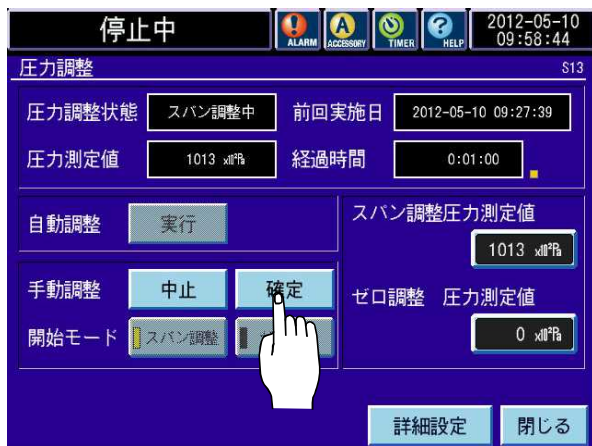 停止中 ALARM ACCESSORY TIMER HELP 2012-05-10
09:58:44
圧力調整 S13
圧力調整状態 スパン調整中 前回実施日 2012-05-10 09:27:39
圧力測定値 1013 x10²Pa 経過時間 0:01:00
自動調整 実行
スパン調整圧力測定値
1013 x10²Pa
手動調整 中止 確定
ゼロ調整 圧力測定値
開始モード スパン調整
0 x10²Pa
詳細設定 閉じる